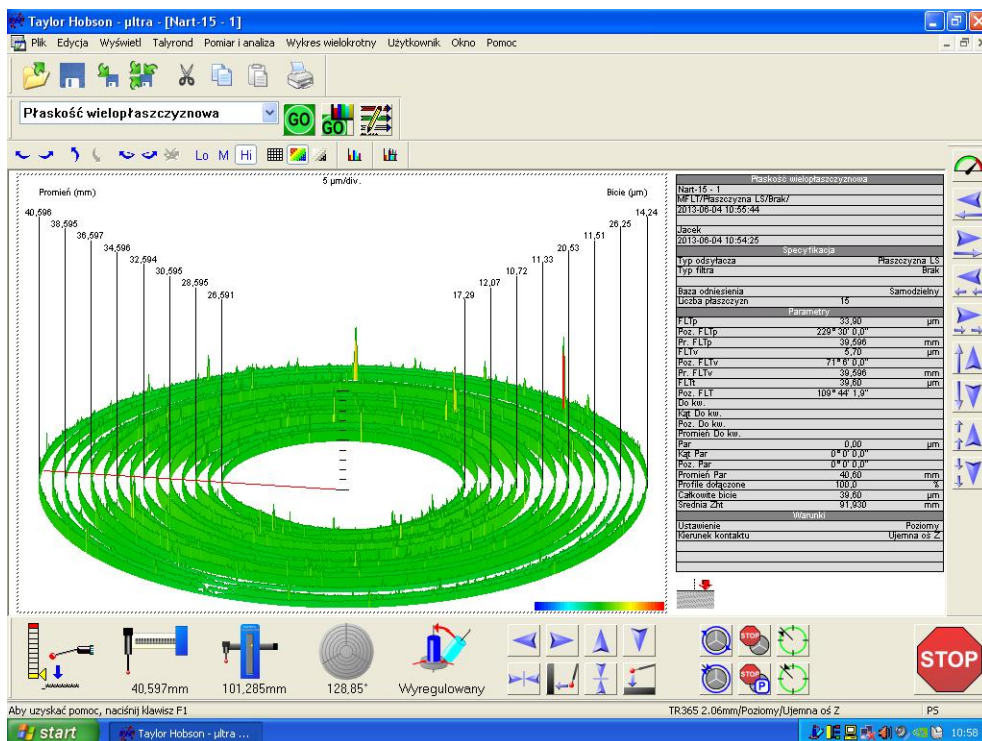 Taylor Hobson - µltra - [Nart-15 - 1]
Plik Edycja Wyświetl Talyrond Pomiar i analiza Wykres wielokrotny Użytkownik Okno Pomoc
Płaskość wielopłaszczyznowa
GO GO
Lo M Hi
5 µm/div.
Promień (mm) Bicie (µm)
40,596 14,24
38,595 26,25
36,597 11,51
34,596 20,53
32,594 11,33
30,595 10,72
28,595 12,07
26,591 17,29
Płaskość wielopłaszczyznowa
Nart-15 - 1
MFLT/Płaszczyzna LS/Brak/
2013-06-04 10:55:44
Jacek
2013-06-04 10:54:25
Specyfikacja
Typ odsyłacza Płaszczyzna LS
Typ filtra Brak
Baza odniesienia Samodzielny
Liczba płaszczyzn 15
Parametry
FLTp 33,90 µm
Poz. FLTp 229° 30' 0,0"
Pr. FLTp 39,596 mm
FLTv 5,70 µm
Poz. FLTv 71° 6' 0,0"
Pr. FLTv 39,596 mm
FLTt 39,60 µm
Poz. FLT 109° 44' 1,9"
Do kw.
Kąt Do kw.
Poz. Do kw.
Promień Do kw.
Par 0,00 µm
Kąt Par 0° 0' 0,0"
Poz. Par 0° 0' 0,0"
Promień Par 40,60 mm
Profile dołączone 100,0 %
Całkowite bicie 39,60 µm
Średnia Zht 91,930 mm
Warunki
Ustawienie Poziomy
Kierunek kontaktu Ujemna oś Z
40,597mm 101,285mm 128,85° Wyregulowany
STOP
STOP
STOP
P
Aby uzyskać pomoc, naciśnij klawisz F1 TR365 2.06mm/Poziomy/Ujemna oś Z PS
start Taylor Hobson - µltra ... 10:58